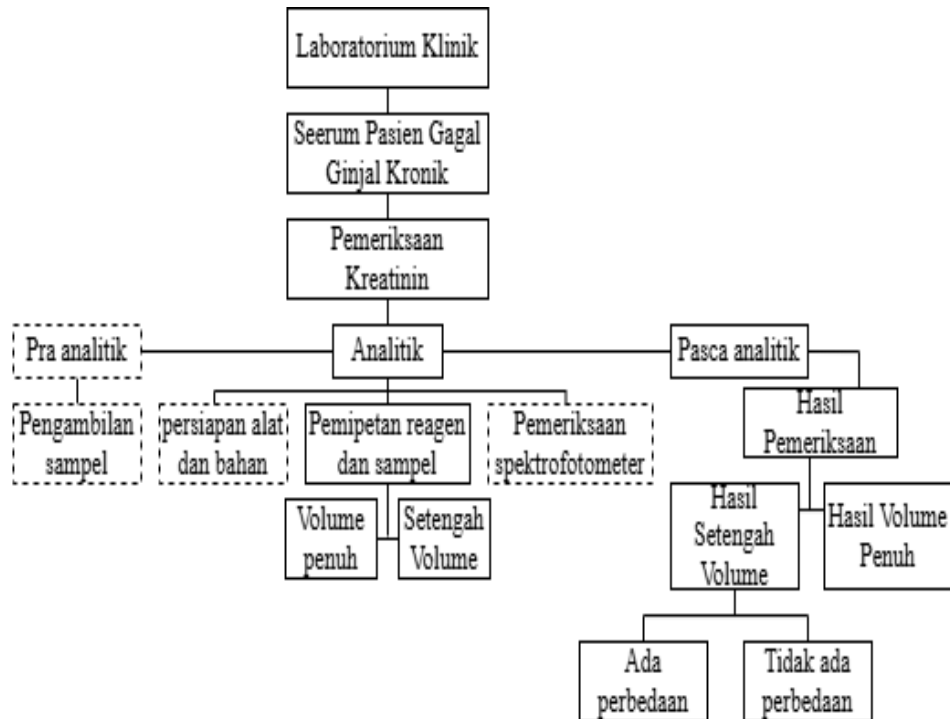 Laboratorium Klinik
Seerum Pasien Gagal
Ginjal Kronik
Pemeriksaan
Kreatinin
Pra analitik
Analitik
Pasca analitik
Pengambilan
sampel
persiapan alat
dan bahan
Pemipetan reagen
dan sampel
Pemeriksaan
spektrofotometer
Hasil
Pemeriksaan
Volume
penuh
Setengah
Volume
Hasil
Setengah
Volume
Hasil Volume
Penuh
Ada
perbedaan
Tidak ada
perbedaan